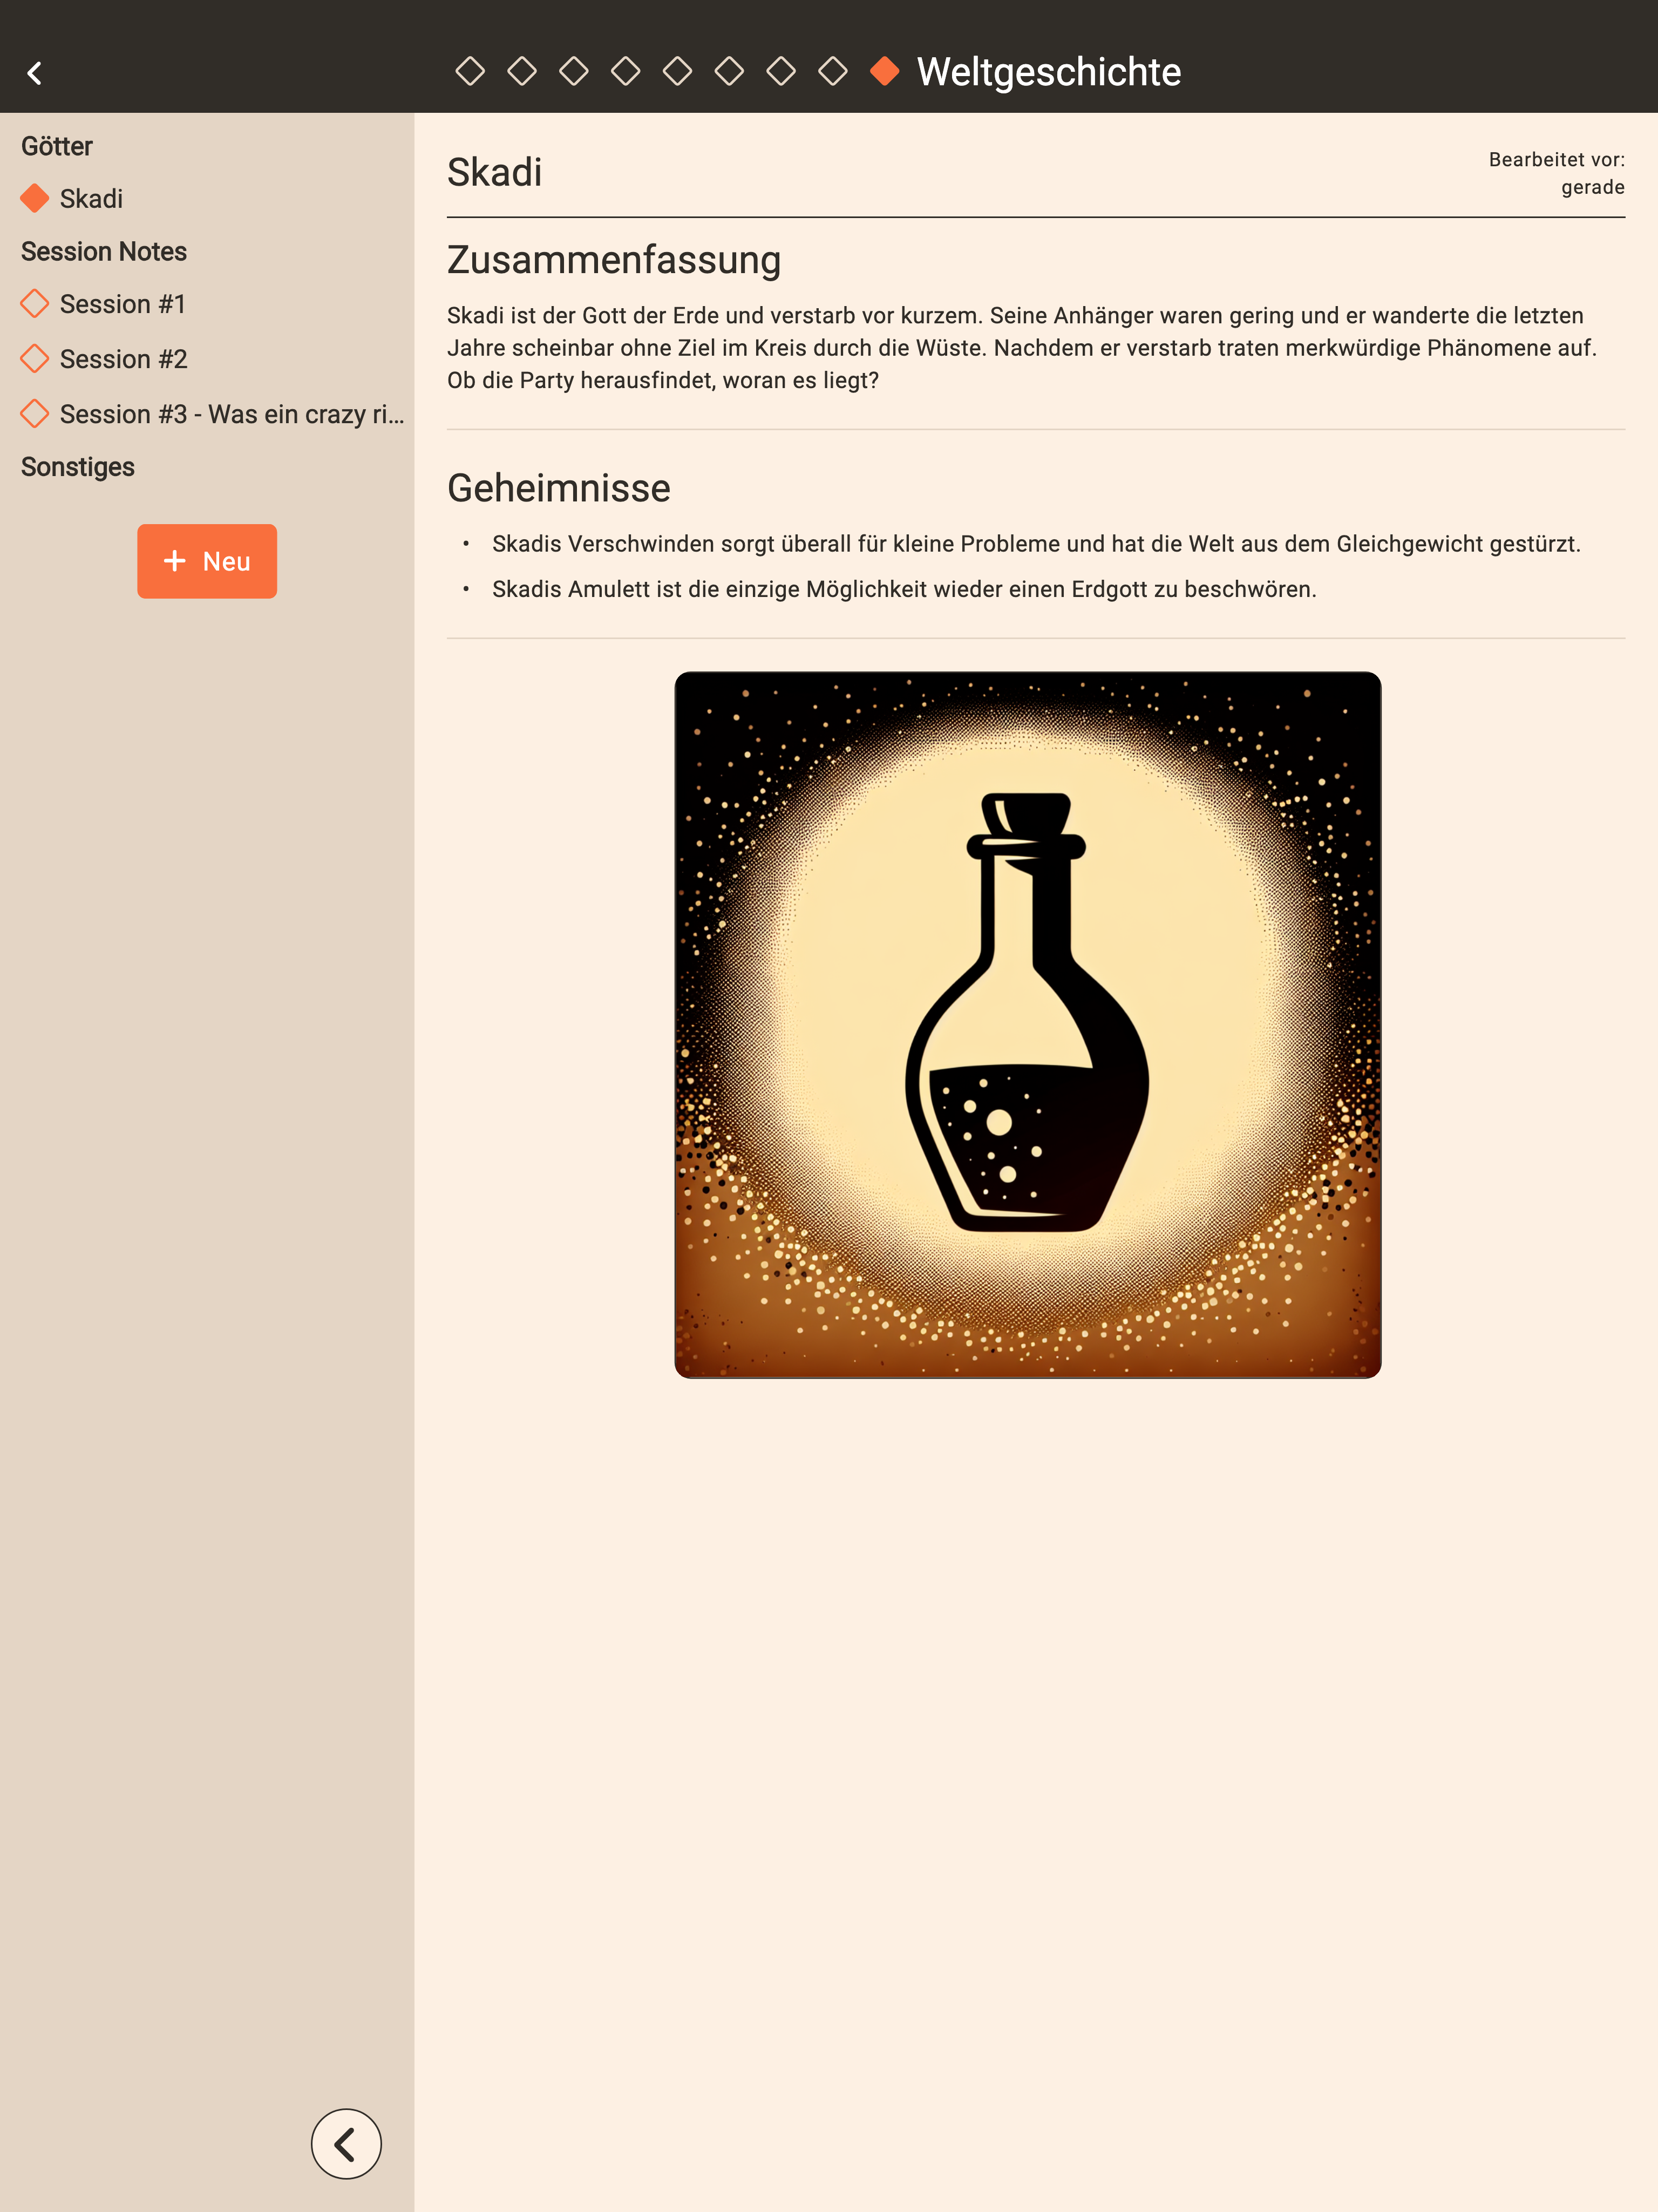 Weltgeschichte
Götter
Skadi
Session Notes
Session #1
Session #2
Session #3 - Was ein crazy ri...
Sonstiges
+ Neu
Skadi
Bearbeitet vor:
gerade
Zusammenfassung
Skadi ist der Gott der Erde und verstarb vor kurzem. Seine Anhänger waren gering und er wanderte die letzten
Jahre scheinbar ohne Ziel im Kreis durch die Wüste. Nachdem er verstarb traten merkwürdige Phänomene auf.
Ob die Party herausfindet, woran es liegt?
Geheimnisse
• Skadis Verschwinden sorgt überall für kleine Probleme und hat die Welt aus dem Gleichgewicht gestürzt.
• Skadis Amulett ist die einzige Möglichkeit wieder einen Erdgott zu beschwören.